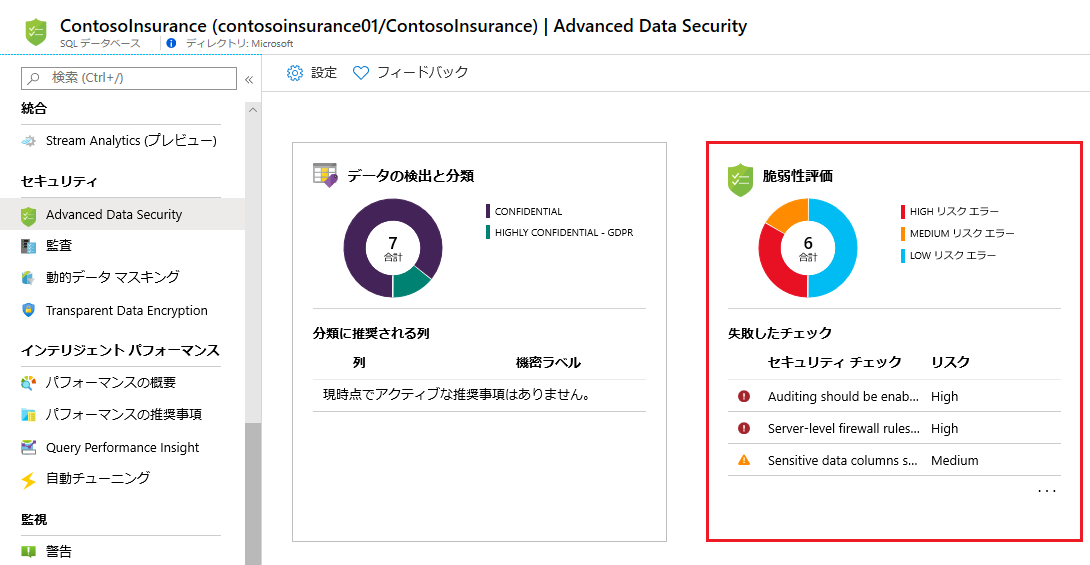 ContosoInsurance (contosoinsurance01/ContosoInsurance) | Advanced Data Security
SQL データベース
ディレクトリ: Microsoft
検索 (Ctrl+/)
«
設定
フィードバック
統合
Stream Analytics (プレビュー)
セキュリティ
Advanced Data Security
監査
動的データ マスキング
Transparent Data Encryption
インテリジェント パフォーマンス
パフォーマンスの概要
パフォーマンスの推奨事項
Query Performance Insight
自動チューニング
監視
警告
データの検出と分類
7
合計
CONFIDENTIAL
HIGHLY CONFIDENTIAL - GDPR
分類に推奨される列
列 機密ラベル
現時点でアクティブな推奨事項はありません。
脆弱性評価
6
合計
HIGH リスク エラー
MEDIUM リスク エラー
LOW リスク エラー
失敗したチェック
セキュリティ チェック リスク
Auditing should be enab... High
Server-level firewall rules... High
Sensitive data columns s... Medium
...